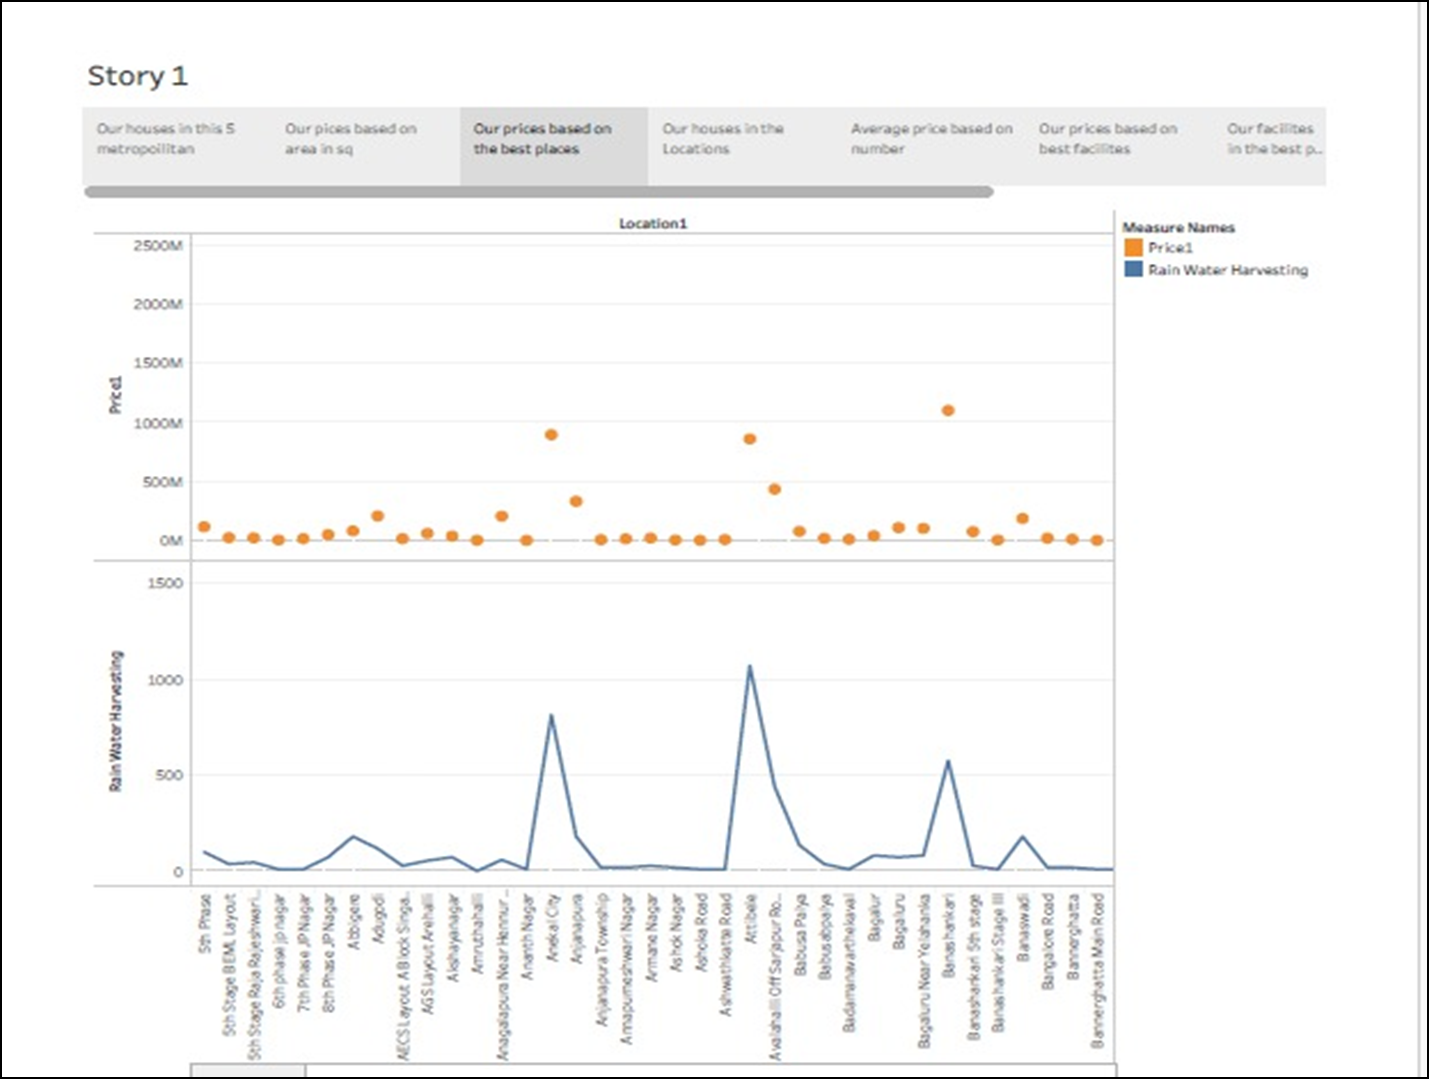 Story 1
Our houses in this 5
metropoilitan
Our pices based on
area in sq
Our prices based on
the best places
Our houses in the
Locations
Average price based on
number
Our prices based on
best facilites
Our facilites
in the best p...
Location1
Measure Names
Price1
Rain Water Harvesting
Price1
2500M
2000M
1500M
1000M
500M
0M
Rain Water Harvesting
1500
1000
500
0
5th Phase
5th Stage BEML Layout
5th Stage Raja Rajeshwari...
6th phase jp nagar
7th Phase JP Nagar
8th Phase JP Nagar
Abbigere
Adugodi
AECS Layout A Block Singa...
AGS Layout Arehalli
Akshayanagar
Amruthahalli
Anagalapura Near Hennur ...
Ananth Nagar
Anekal City
Anjanapura
Anjanapura Township
Annapurneshwari Nagar
Armane Nagar
Ashok Nagar
Ashoka Road
Ashwathkatte Road
Attibele
Avalahalli Off Sarjapur Ro...
Babusa Palya
Babusabpalya
Badamanavarthekaval
Bagalur
Bagaluru
Bagaluru Near Yelahanka
Banashankari
Banashankari 5th stage
Banashankari Stage III
Banaswadi
Bangalore Road
Bannerghatta
Bannerghatta Main Road